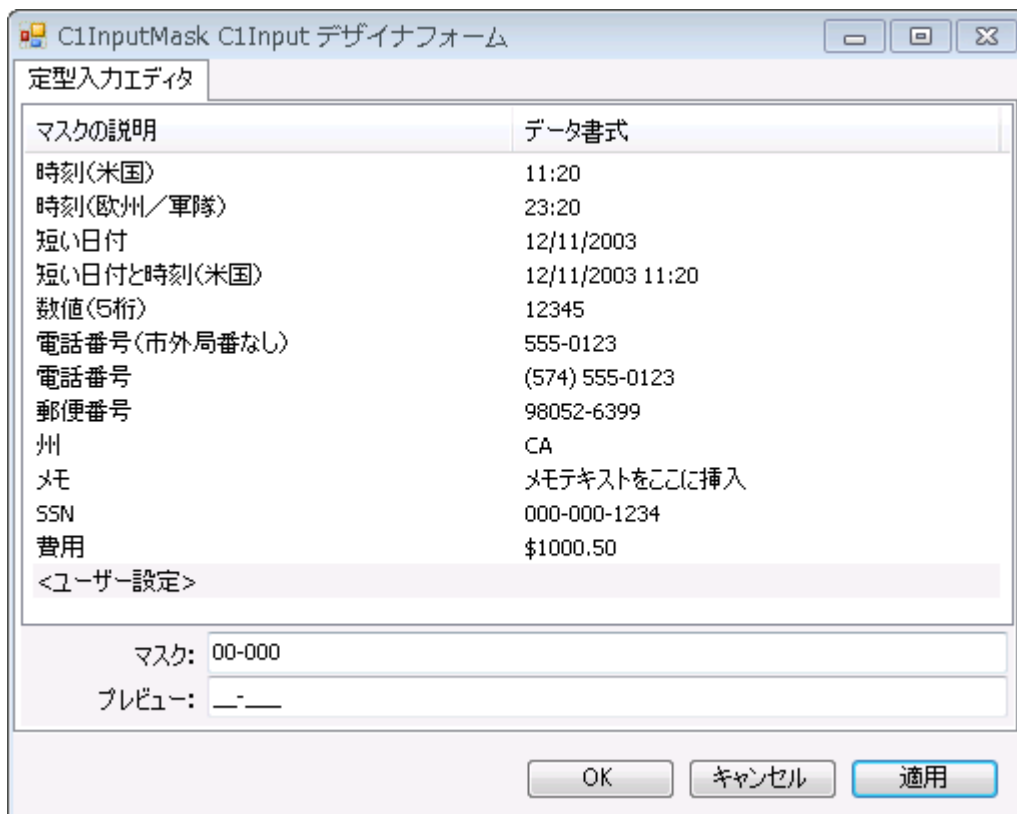 C1InputMask C1Input デザイナフォーム
定型入力エディタ
マスクの説明 データ書式
時刻(米国) 11:20
時刻(欧州／軍隊) 23:20
短い日付 12/11/2003
短い日付と時刻(米国) 12/11/2003 11:20
数値(5桁) 12345
電話番号(市外局番なし) 555-0123
電話番号 (574) 555-0123
郵便番号 98052-6399
州 CA
メモ メモテキストをここに挿入
SSN 000-000-1234
費用 $1000.50
<ユーザー設定>
マスク: 00-000
プレビュー: __-___
OK キャンセル 適用